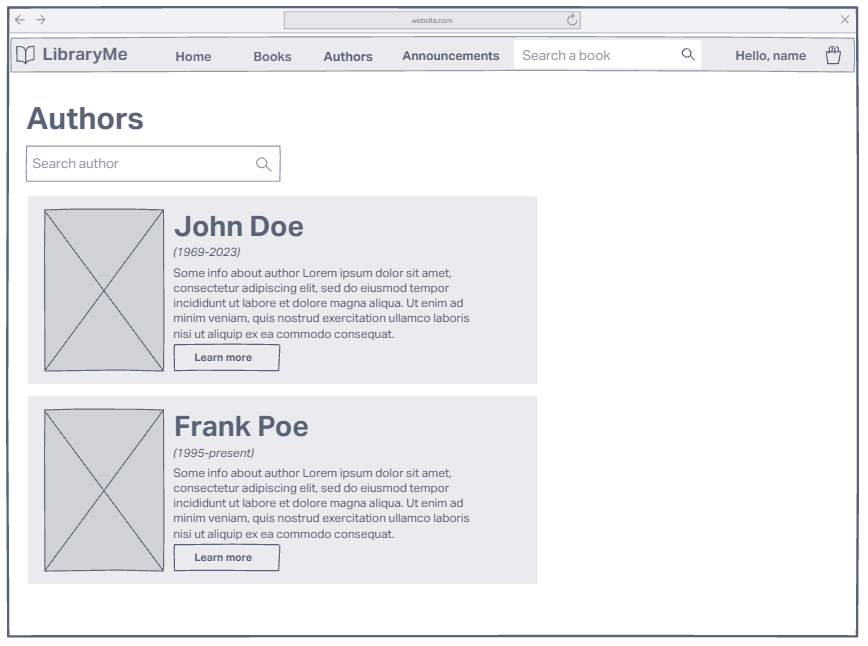 website.com
LibraryMe Home Books Authors Announcements Search a book Hello, name
Authors
Search author
John Doe
(1969-2023)
Some info about author Lorem ipsum dolor sit amet,
consectetur adipiscing elit, sed do eiusmod tempor
incididunt ut labore et dolore magna aliqua. Ut enim ad
minim veniam, quis nostrud exercitation ullamco laboris
nisi ut aliquip ex ea commodo consequat.
Learn more
Frank Poe
(1995-present)
Some info about author Lorem ipsum dolor sit amet,
consectetur adipiscing elit, sed do eiusmod tempor
incididunt ut labore et dolore magna aliqua. Ut enim ad
minim veniam, quis nostrud exercitation ullamco laboris
nisi ut aliquip ex ea commodo consequat.
Learn more